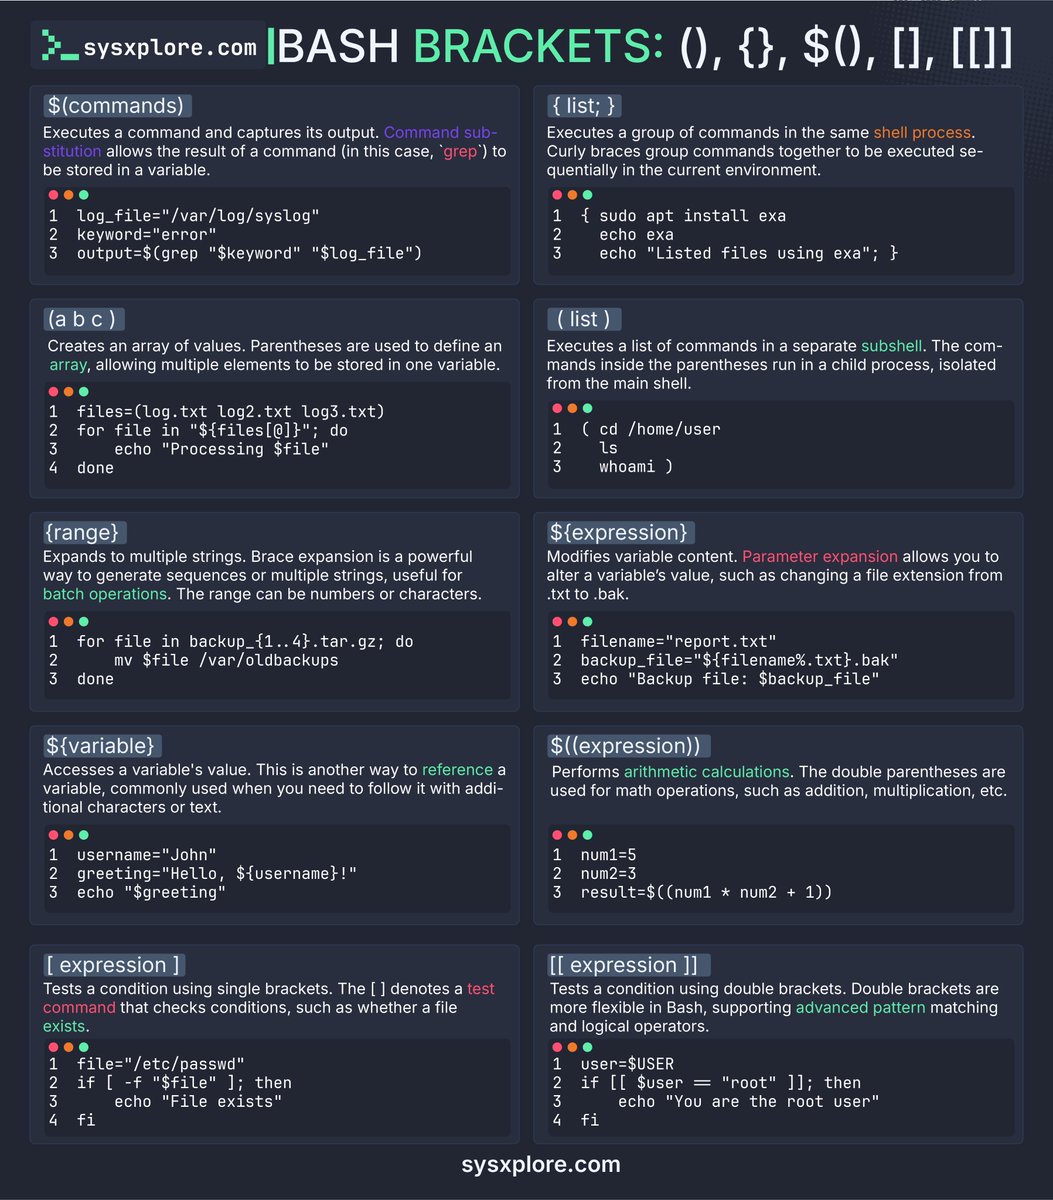 sysxplore.com
BASH BRACKETS: (), {}, $(), [], [[]]
$(commands)
Executes a command and captures its output. Command sub-
stitution allows the result of a command (in this case, `grep`) to
be stored in a variable.
1 log_file="/var/log/syslog"
2 keyword="error"
3 output=$(grep "$keyword" "$log_file")
{ list; }
Executes a group of commands in the same shell process.
Curly braces group commands together to be executed se-
quentially in the current environment.
1 { sudo apt install exa
2   echo exa
3   echo "Listed files using exa"; }
(a b c )
Creates an array of values. Parentheses are used to define an
array, allowing multiple elements to be stored in one variable.
1 files=(log.txt log2.txt log3.txt)
2 for file in "${files[@]}"; do
3     echo "Processing $file"
4 done
( list )
Executes a list of commands in a separate subshell. The com-
mands inside the parentheses run in a child process, isolated
from the main shell.
1 ( cd /home/user
2   ls
3   whoami )
{range}
Expands to multiple strings. Brace expansion is a powerful
way to generate sequences or multiple strings, useful for
batch operations. The range can be numbers or characters.
1 for file in backup_{1..4}.tar.gz; do
2     mv $file /var/oldbackups
3 done
${expression}
Modifies variable content. Parameter expansion allows you to
alter a variable’s value, such as changing a file extension from
.txt to .bak.
1 filename="report.txt"
2 backup_file="${filename%.txt}.bak"
3 echo "Backup file: $backup_file"
${variable}
Accesses a variable's value. This is another way to reference a
variable, commonly used when you need to follow it with addi-
tional characters or text.
1 username="John"
2 greeting="Hello, ${username}!"
3 echo "$greeting"
$((expression))
Performs arithmetic calculations. The double parentheses are
used for math operations, such as addition, multiplication, etc.
1 num1=5
2 num2=3
3 result=$((num1 * num2 + 1))
[ expression ]
Tests a condition using single brackets. The [ ] denotes a test
command that checks conditions, such as whether a file
exists.
1 file="/etc/passwd"
2 if [ -f "$file" ]; then
3     echo "File exists"
4 fi
[[ expression ]]
Tests a condition using double brackets. Double brackets are
more flexible in Bash, supporting advanced pattern matching
and logical operators.
1 user=$USER
2 if [[ $user == "root" ]]; then
3     echo "You are the root user"
4 fi
sysxplore.com